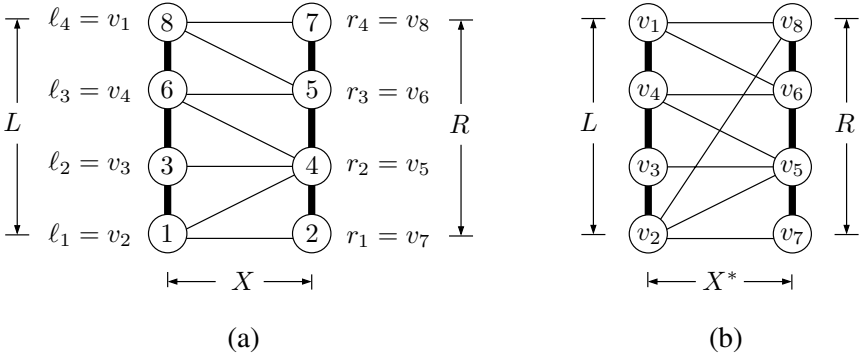 ℓ₄ = v₁ 8 7 r₄ = v₈ v₁ v₈
ℓ₃ = v₄ 6 5 r₃ = v₆ v₄ v₆
L R L R
ℓ₂ = v₃ 3 4 r₂ = v₅ v₃ v₅
ℓ₁ = v₂ 1 2 r₁ = v₇ v₂ v₇
X X*
(a) (b)